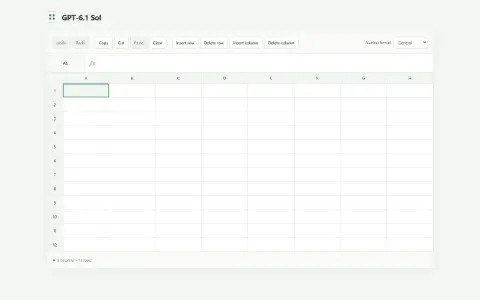 GPT-6.1 Sol
Undo Redo Copy Cut Paste Clear Insert row Delete row Insert column Delete column Number format General
A1 fx
A B C D E F G H
1
2
3
4
5
6
7
8
9
10
11
12
8 columns × 12 rows